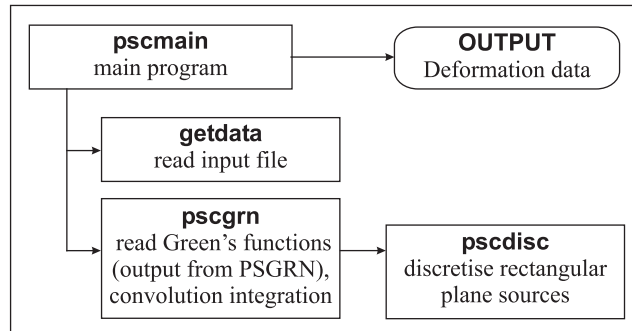 pscmain
main program
OUTPUT
Deformation data
getdata
read input file
pscgrn
read Green's functions
(output from PSGRN),
convolution integration
pscdisc
discretise rectangular
plane sources